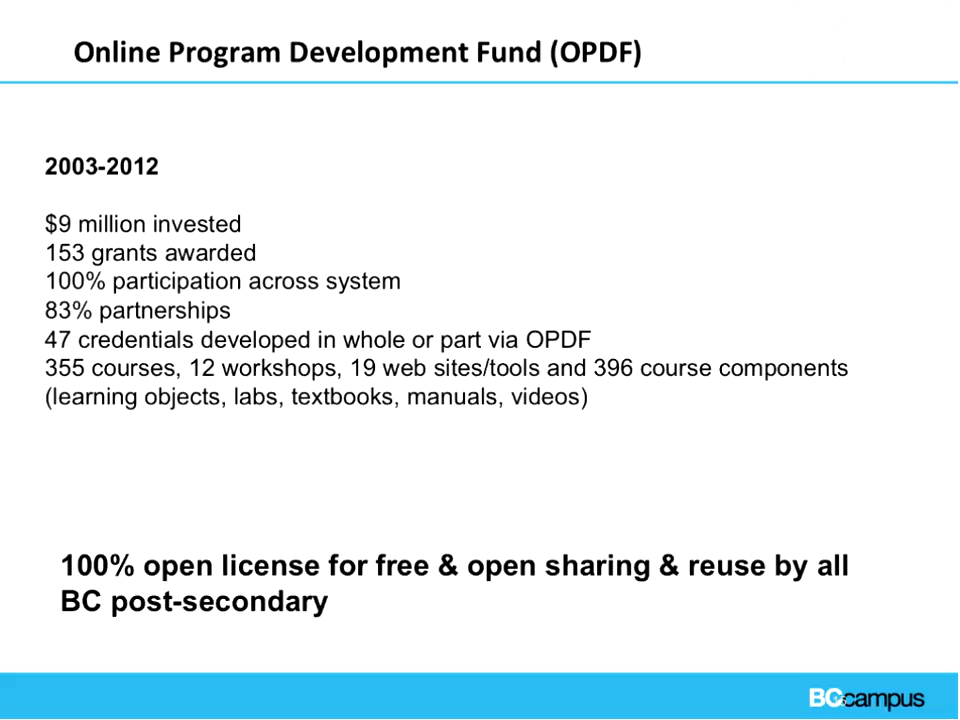 Online Program Development Fund (OPDF)
2003-2012
$9 million invested
153 grants awarded
100% participation across system
83% partnerships
47 credentials developed in whole or part via OPDF
355 courses, 12 workshops, 19 web sites/tools and 396 course components
(learning objects, labs, textbooks, manuals, videos)
100% open license for free & open sharing & reuse by all
BC post-secondary
BCcampus